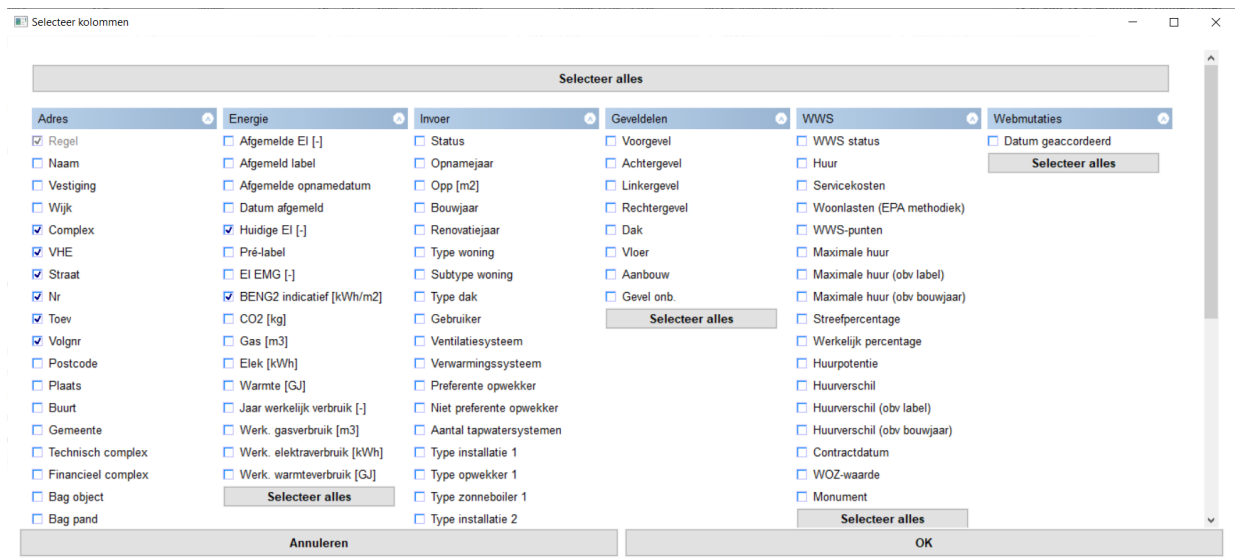 Selecteer kolommen
Selecteer alles
Adres
Regel
Naam
Vestiging
Wijk
Complex
VHE
Straat
Nr
Toev
Volgnr
Postcode
Plaats
Buurt
Gemeente
Technisch complex
Financieel complex
Bag object
Bag pand
Energie
Afgemelde EI [-]
Afgemeld label
Afgemelde opnamedatum
Datum afgemeld
Huidige EI [-]
Pré-label
EI EMG [-]
BENG2 indicatief [kWh/m2]
CO2 [kg]
Gas [m3]
Elek [kWh]
Warmte [GJ]
Jaar werkelijk verbruik [-]
Werk. gasverbruik [m3]
Werk. elektraverbruik [kWh]
Werk. warmteverbruik [GJ]
Selecteer alles
Invoer
Status
Opnamejaar
Opp [m2]
Bouwjaar
Renovatiejaar
Type woning
Subtype woning
Type dak
Gebruiker
Ventilatiesysteem
Verwarmingssysteem
Preferente opwekker
Niet preferente opwekker
Aantal tapwatersystemen
Type installatie 1
Type opwekker 1
Type zonneboiler 1
Type installatie 2
Geveldelen
Voorgevel
Achtergevel
Linkergevel
Rechtergevel
Dak
Vloer
Aanbouw
Gevel onb.
Selecteer alles
WWS
WWS status
Huur
Servicekosten
Woonlasten (EPA methodiek)
WWS-punten
Maximale huur
Maximale huur (obv label)
Maximale huur (obv bouwjaar)
Streefpercentage
Werkelijk percentage
Huurpotentie
Huurverschil
Huurverschil (obv label)
Huurverschil (obv bouwjaar)
Contractdatum
WOZ-waarde
Monument
Selecteer alles
Webmutaties
Datum geaccordeerd
Selecteer alles
Annuleren
OK